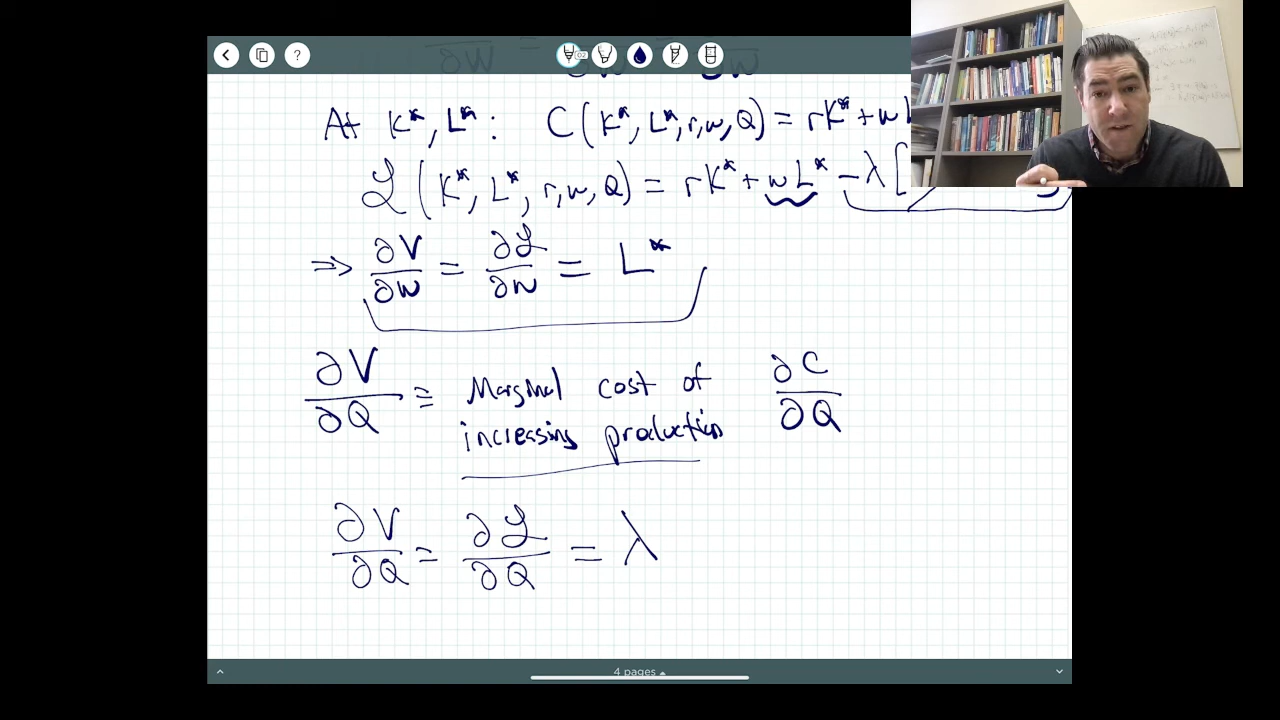 ∂W
At K*, L*: C(K*, L*, r, w, Q) = rK* + w
ℒ(K*, L*, r, w, Q) = rK* + wL* - λ[
⇒ ∂V/∂w = ∂ℒ/∂w = L*
∂V/∂Q = Marginal cost of increasing production ∂C/∂Q
∂V/∂Q = ∂ℒ/∂Q = λ
4 pages